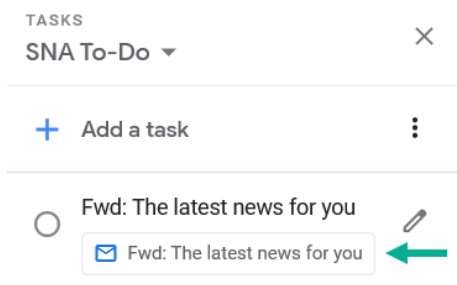 TASKS
SNA To-Do
Add a task
Fwd: The latest news for you
Fwd: The latest news for you